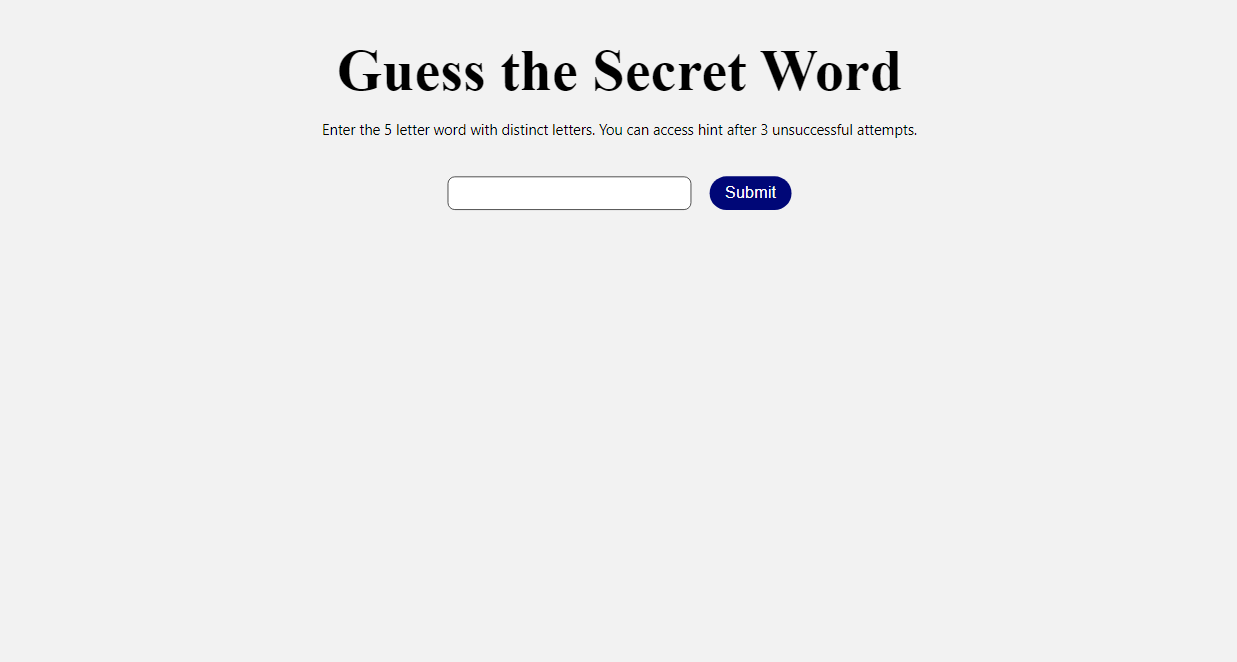 Guess the Secret Word
Enter the 5 letter word with distinct letters. You can access hint after 3 unsuccessful attempts.
Submit